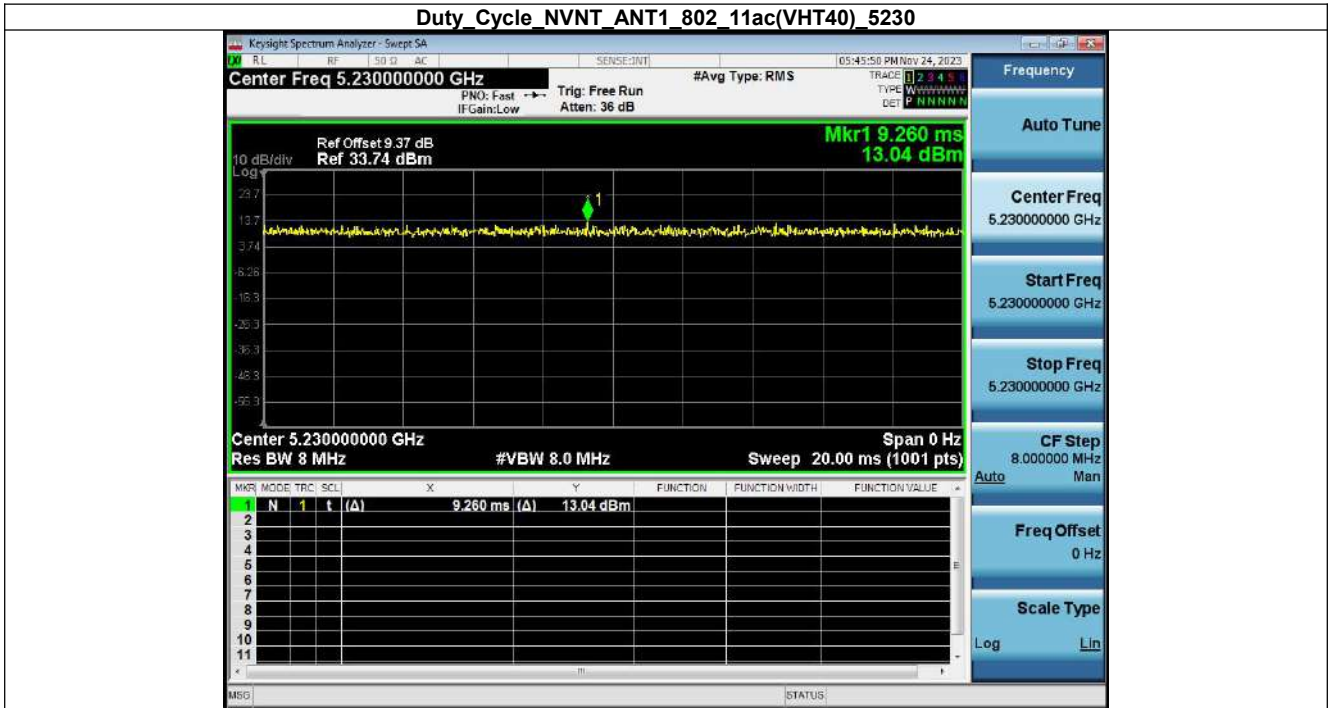 Duty_Cycle_NVNT_ANT1_802_11ac(VHT40)_5230
Keysight Spectrum Analyzer - Swept SA
RL RF 50 Ω AC SENSE:INT 05:45:50 PM Nov 24, 2023
Center Freq 5.230000000 GHz #Avg Type: RMS TRACE 1 2 3 4 5 6
PNO: Fast Trig: Free Run TYPE WWWWWW
IFGain:Low Atten: 36 dB DET P N N N N N
Mkr1 9.260 ms
13.04 dBm
Ref Offset 9.37 dB
10 dB/div Ref 33.74 dBm
Log
23.7
1
13.7
3.74
-6.26
-16.3
-26.3
-36.3
-46.3
-56.3
Center 5.230000000 GHz Span 0 Hz
Res BW 8 MHz #VBW 8.0 MHz Sweep 20.00 ms (1001 pts)
MKR MODE TRC SCL X Y FUNCTION FUNCTION WIDTH FUNCTION VALUE
1 N 1 t (Δ) 9.260 ms (Δ) 13.04 dBm
2
3
4
5
6
7
8
9
10
11
MSG STATUS
Frequency
Auto Tune
Center Freq
5.230000000 GHz
Start Freq
5.230000000 GHz
Stop Freq
5.230000000 GHz
CF Step
8.000000 MHz
Auto Man
Freq Offset
0 Hz
Scale Type
Log Lin